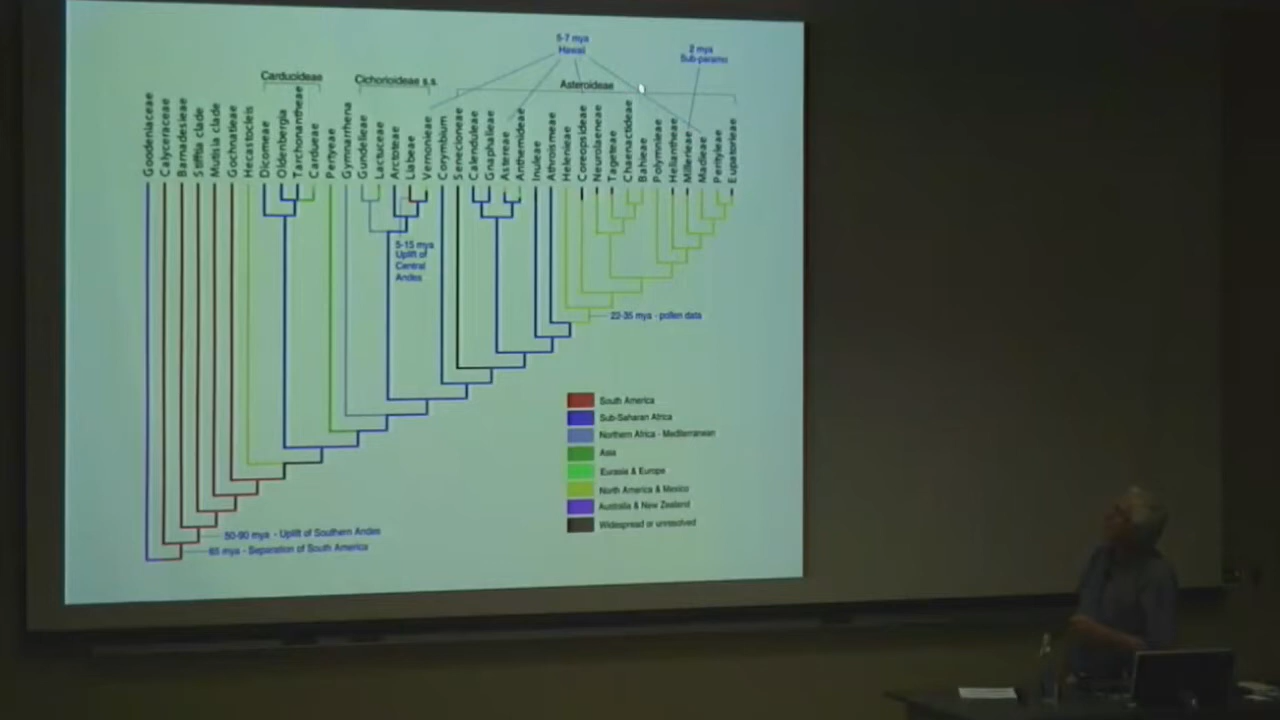 5-7 mya
Hawaii
2 mya
Sub-paramo
Carduoideae
Cichorioideae s.s.
Asteroideae
Goodeniaceae
Calyceraceae
Barnadesieae
Stifftia clade
Mutisia clade
Gochnatieae
Hecastocleis
Dicomeae
Oldenbergia
Tarchonantheae
Cardueae
Pertyeae
Gymnarrhena
Gundelieae
Lactuceae
Arctoteae
Liabeae
Vernonieae
Corymbium
Senecioneae
Calenduleae
Gnaphalieae
Astereae
Anthemideae
Inuleae
Athroismeae
Helenieae
Coreopsideae
Neurolaeneae
Tageteae
Chaenactideae
Bahieae
Polymnieae
Heliantheae
Millerieae
Madieae
Perityleae
Eupatorieae
5-15 mya
Uplift of
Central
Andes
22-35 mya - pollen data
South America
Sub-Saharan Africa
Northern Africa - Mediterranean
Asia
Eurasia & Europe
North America & Mexico
Australia & New Zealand
Widespread or unresolved
50-90 mya - Uplift of Southern Andes
65 mya - Separation of South America